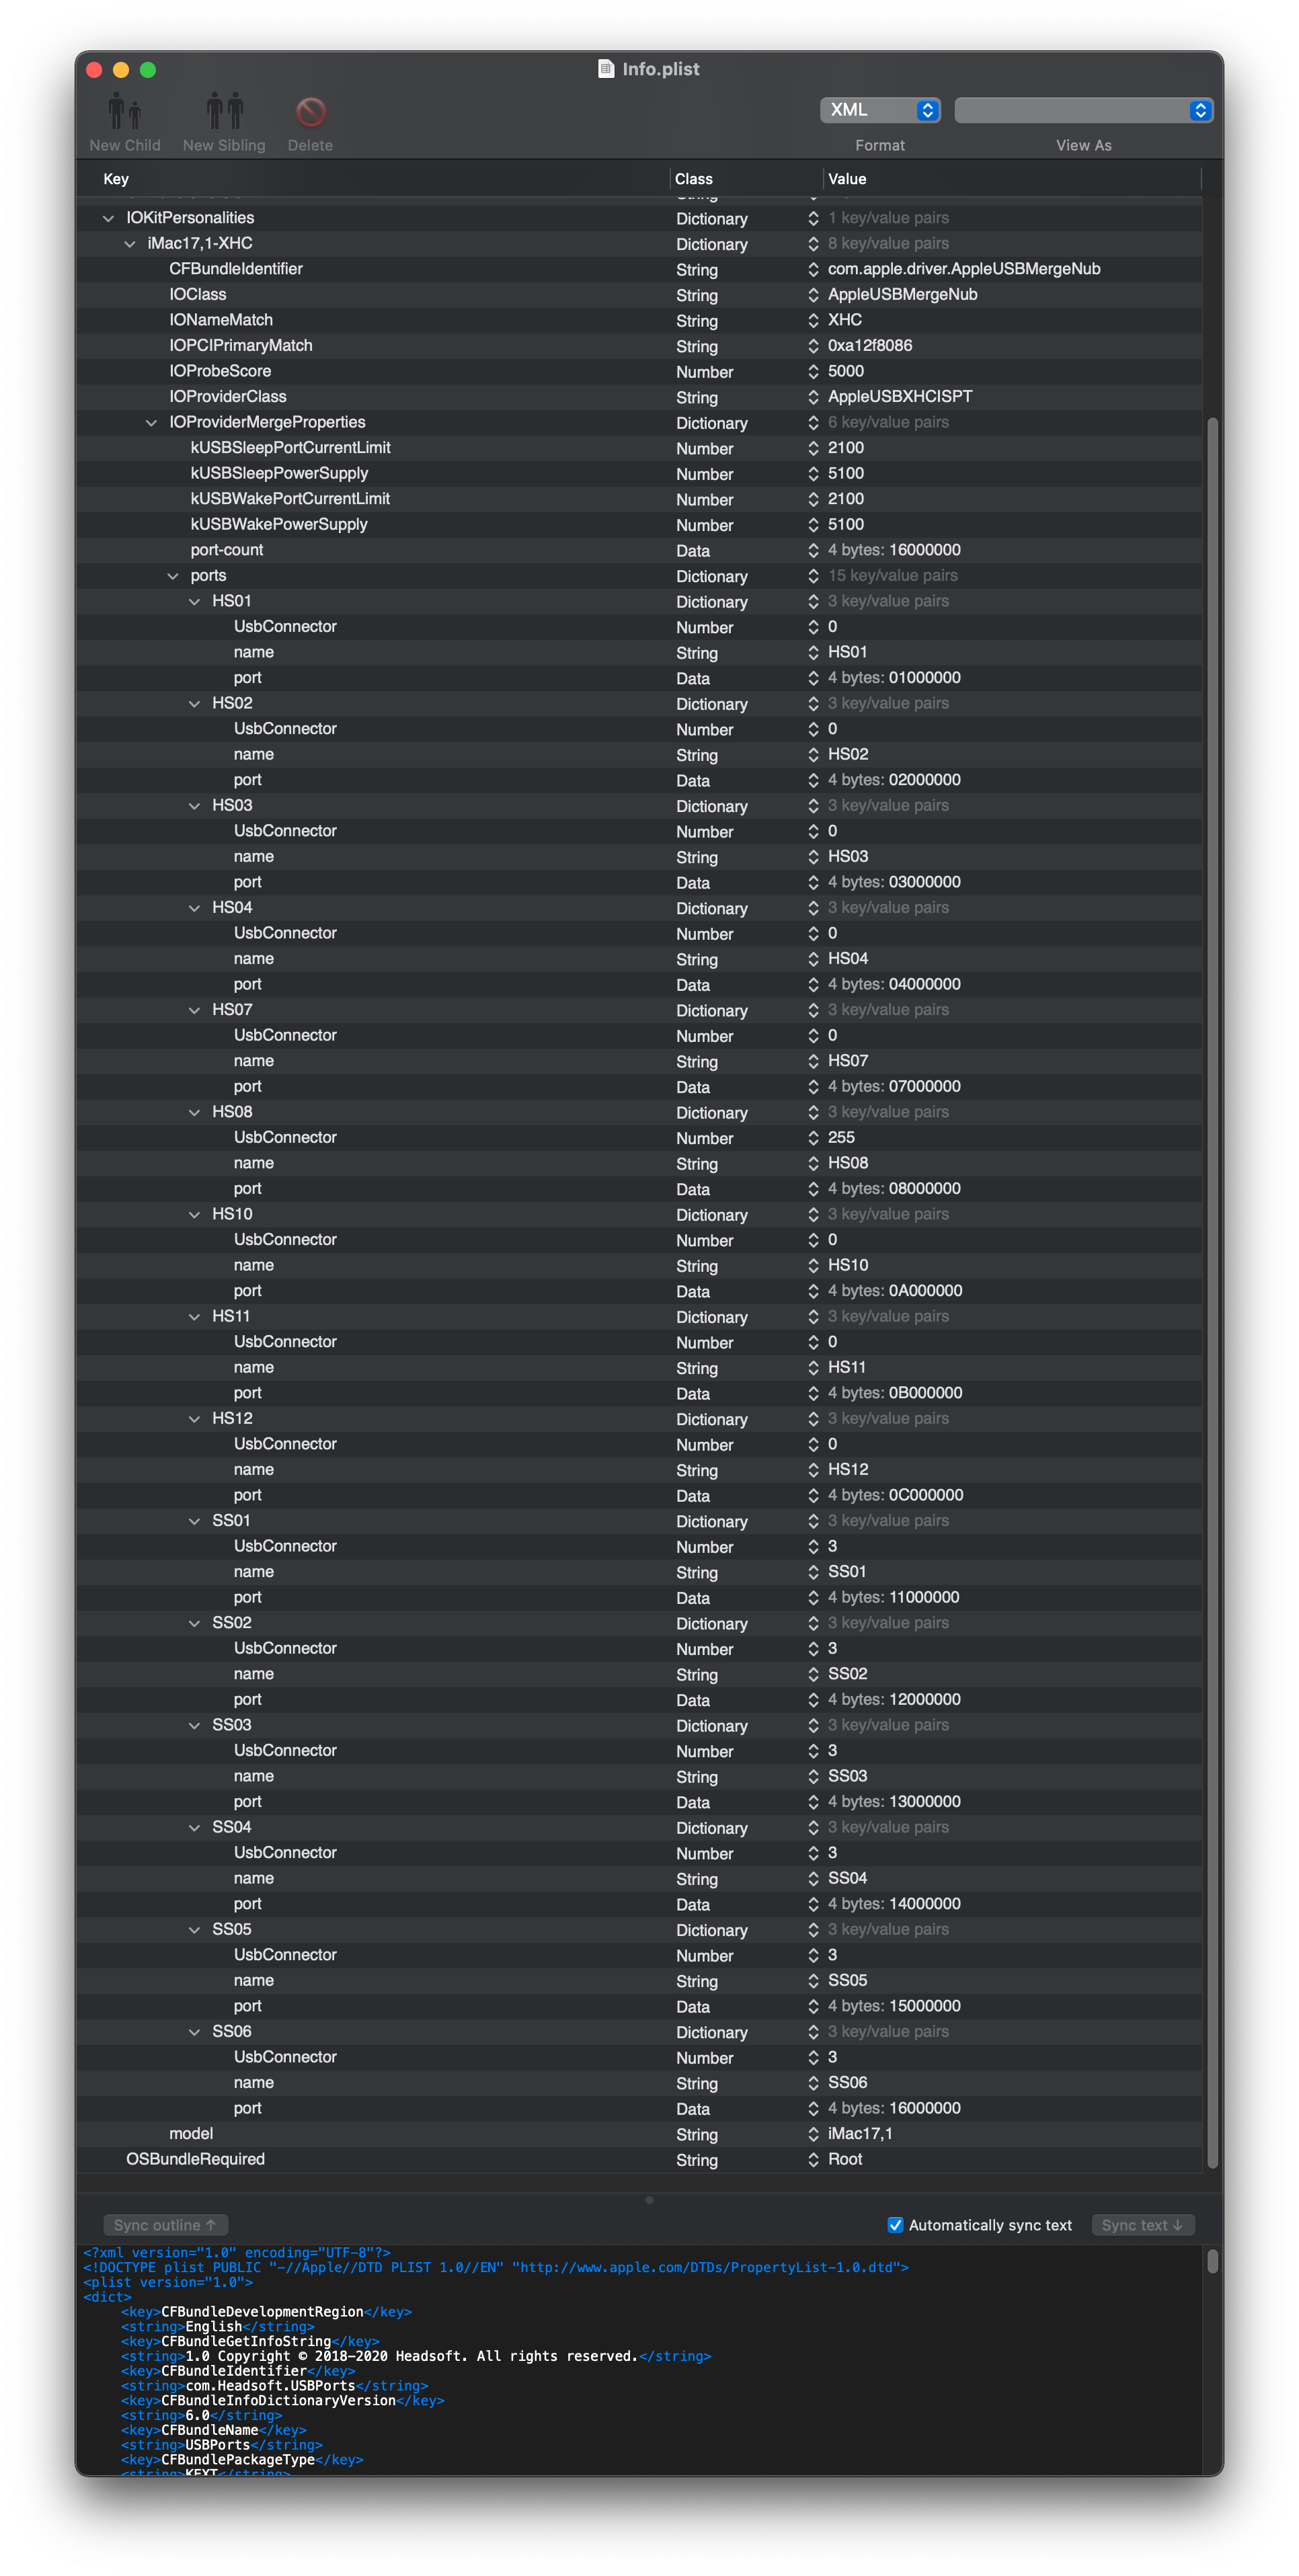 Info.plist
New Child New Sibling Delete XML Format View As
Key Class Value
IOKitPersonalities Dictionary 1 key/value pairs
iMac17,1-XHC Dictionary 8 key/value pairs
CFBundleIdentifier String com.apple.driver.AppleUSBMergeNub
IOClass String AppleUSBMergeNub
IONameMatch String XHC
IOPCIPrimaryMatch String 0xa12f8086
IOProbeScore Number 5000
IOProviderClass String AppleUSBXHCISPT
IOProviderMergeProperties Dictionary 6 key/value pairs
kUSBSleepPortCurrentLimit Number 2100
kUSBSleepPowerSupply Number 5100
kUSBWakePortCurrentLimit Number 2100
kUSBWakePowerSupply Number 5100
port-count Data 4 bytes: 16000000
ports Dictionary 15 key/value pairs
HS01 Dictionary 3 key/value pairs
UsbConnector Number 0
name String HS01
port Data 4 bytes: 01000000
HS02 Dictionary 3 key/value pairs
UsbConnector Number 0
name String HS02
port Data 4 bytes: 02000000
HS03 Dictionary 3 key/value pairs
UsbConnector Number 0
name String HS03
port Data 4 bytes: 03000000
HS04 Dictionary 3 key/value pairs
UsbConnector Number 0
name String HS04
port Data 4 bytes: 04000000
HS07 Dictionary 3 key/value pairs
UsbConnector Number 0
name String HS07
port Data 4 bytes: 07000000
HS08 Dictionary 3 key/value pairs
UsbConnector Number 255
name String HS08
port Data 4 bytes: 08000000
HS10 Dictionary 3 key/value pairs
UsbConnector Number 0
name String HS10
port Data 4 bytes: 0A000000
HS11 Dictionary 3 key/value pairs
UsbConnector Number 0
name String HS11
port Data 4 bytes: 0B000000
HS12 Dictionary 3 key/value pairs
UsbConnector Number 0
name String HS12
port Data 4 bytes: 0C000000
SS01 Dictionary 3 key/value pairs
UsbConnector Number 3
name String SS01
port Data 4 bytes: 11000000
SS02 Dictionary 3 key/value pairs
UsbConnector Number 3
name String SS02
port Data 4 bytes: 12000000
SS03 Dictionary 3 key/value pairs
UsbConnector Number 3
name String SS03
port Data 4 bytes: 13000000
SS04 Dictionary 3 key/value pairs
UsbConnector Number 3
name String SS04
port Data 4 bytes: 14000000
SS05 Dictionary 3 key/value pairs
UsbConnector Number 3
name String SS05
port Data 4 bytes: 15000000
SS06 Dictionary 3 key/value pairs
UsbConnector Number 3
name String SS06
port Data 4 bytes: 16000000
model String iMac17,1
OSBundleRequired String Root
Sync outline ↑ Automatically sync text Sync text ↓
<?xml version="1.0" encoding="UTF-8"?>
<!DOCTYPE plist PUBLIC "-//Apple//DTD PLIST 1.0//EN" "http://www.apple.com/DTDs/PropertyList-1.0.dtd">
<plist version="1.0">
<dict>
<key>CFBundleDevelopmentRegion</key>
<string>English</string>
<key>CFBundleGetInfoString</key>
<string>1.0 Copyright © 2018-2020 Headsoft. All rights reserved.</string>
<key>CFBundleIdentifier</key>
<string>com.Headsoft.USBPorts</string>
<key>CFBundleInfoDictionaryVersion</key>
<string>6.0</string>
<key>CFBundleName</key>
<string>USBPorts</string>
<key>CFBundlePackageType</key>
<string>KEXT</string>